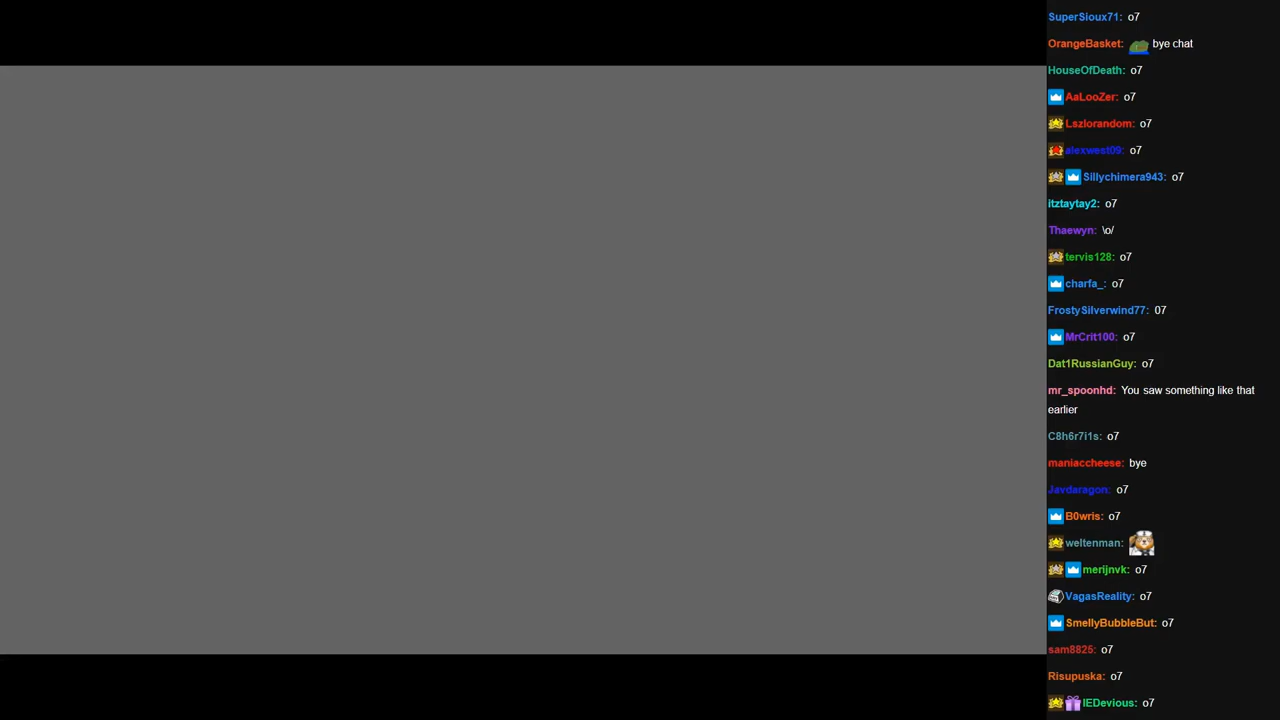 SuperSioux71: o7
OrangeBasket: bye chat
HouseOfDeath: o7
AaLooZer: o7
Lszlorandom: o7
alexwest09: o7
Sillychimera943: o7
itztaytay2: o7
Thaewyn: \o/
tervis128: o7
charfa_: o7
FrostySilverwind77: 07
MrCrit100: o7
Dat1RussianGuy: o7
mr_spoonhd: You saw something like that
earlier
C8h6r7i1s: o7
maniaccheese: bye
Javdaragon: o7
B0wris: o7
weltenman:
merijnvk: o7
VagasReality: o7
SmellyBubbleBut: o7
sam8825: o7
Risupuska: o7
IEDevious: o7